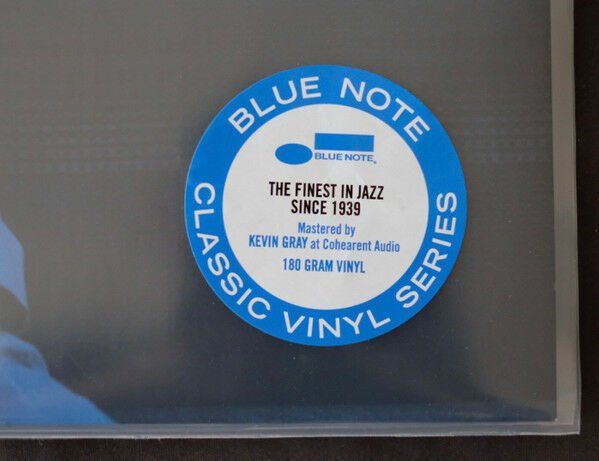 BLUE NOTE
BLUE NOTE®
THE FINEST IN JAZZ
SINCE 1939
Mastered by
KEVIN GRAY at Cohearent Audio
180 GRAM VINYL
CLASSIC VINYL SERIES